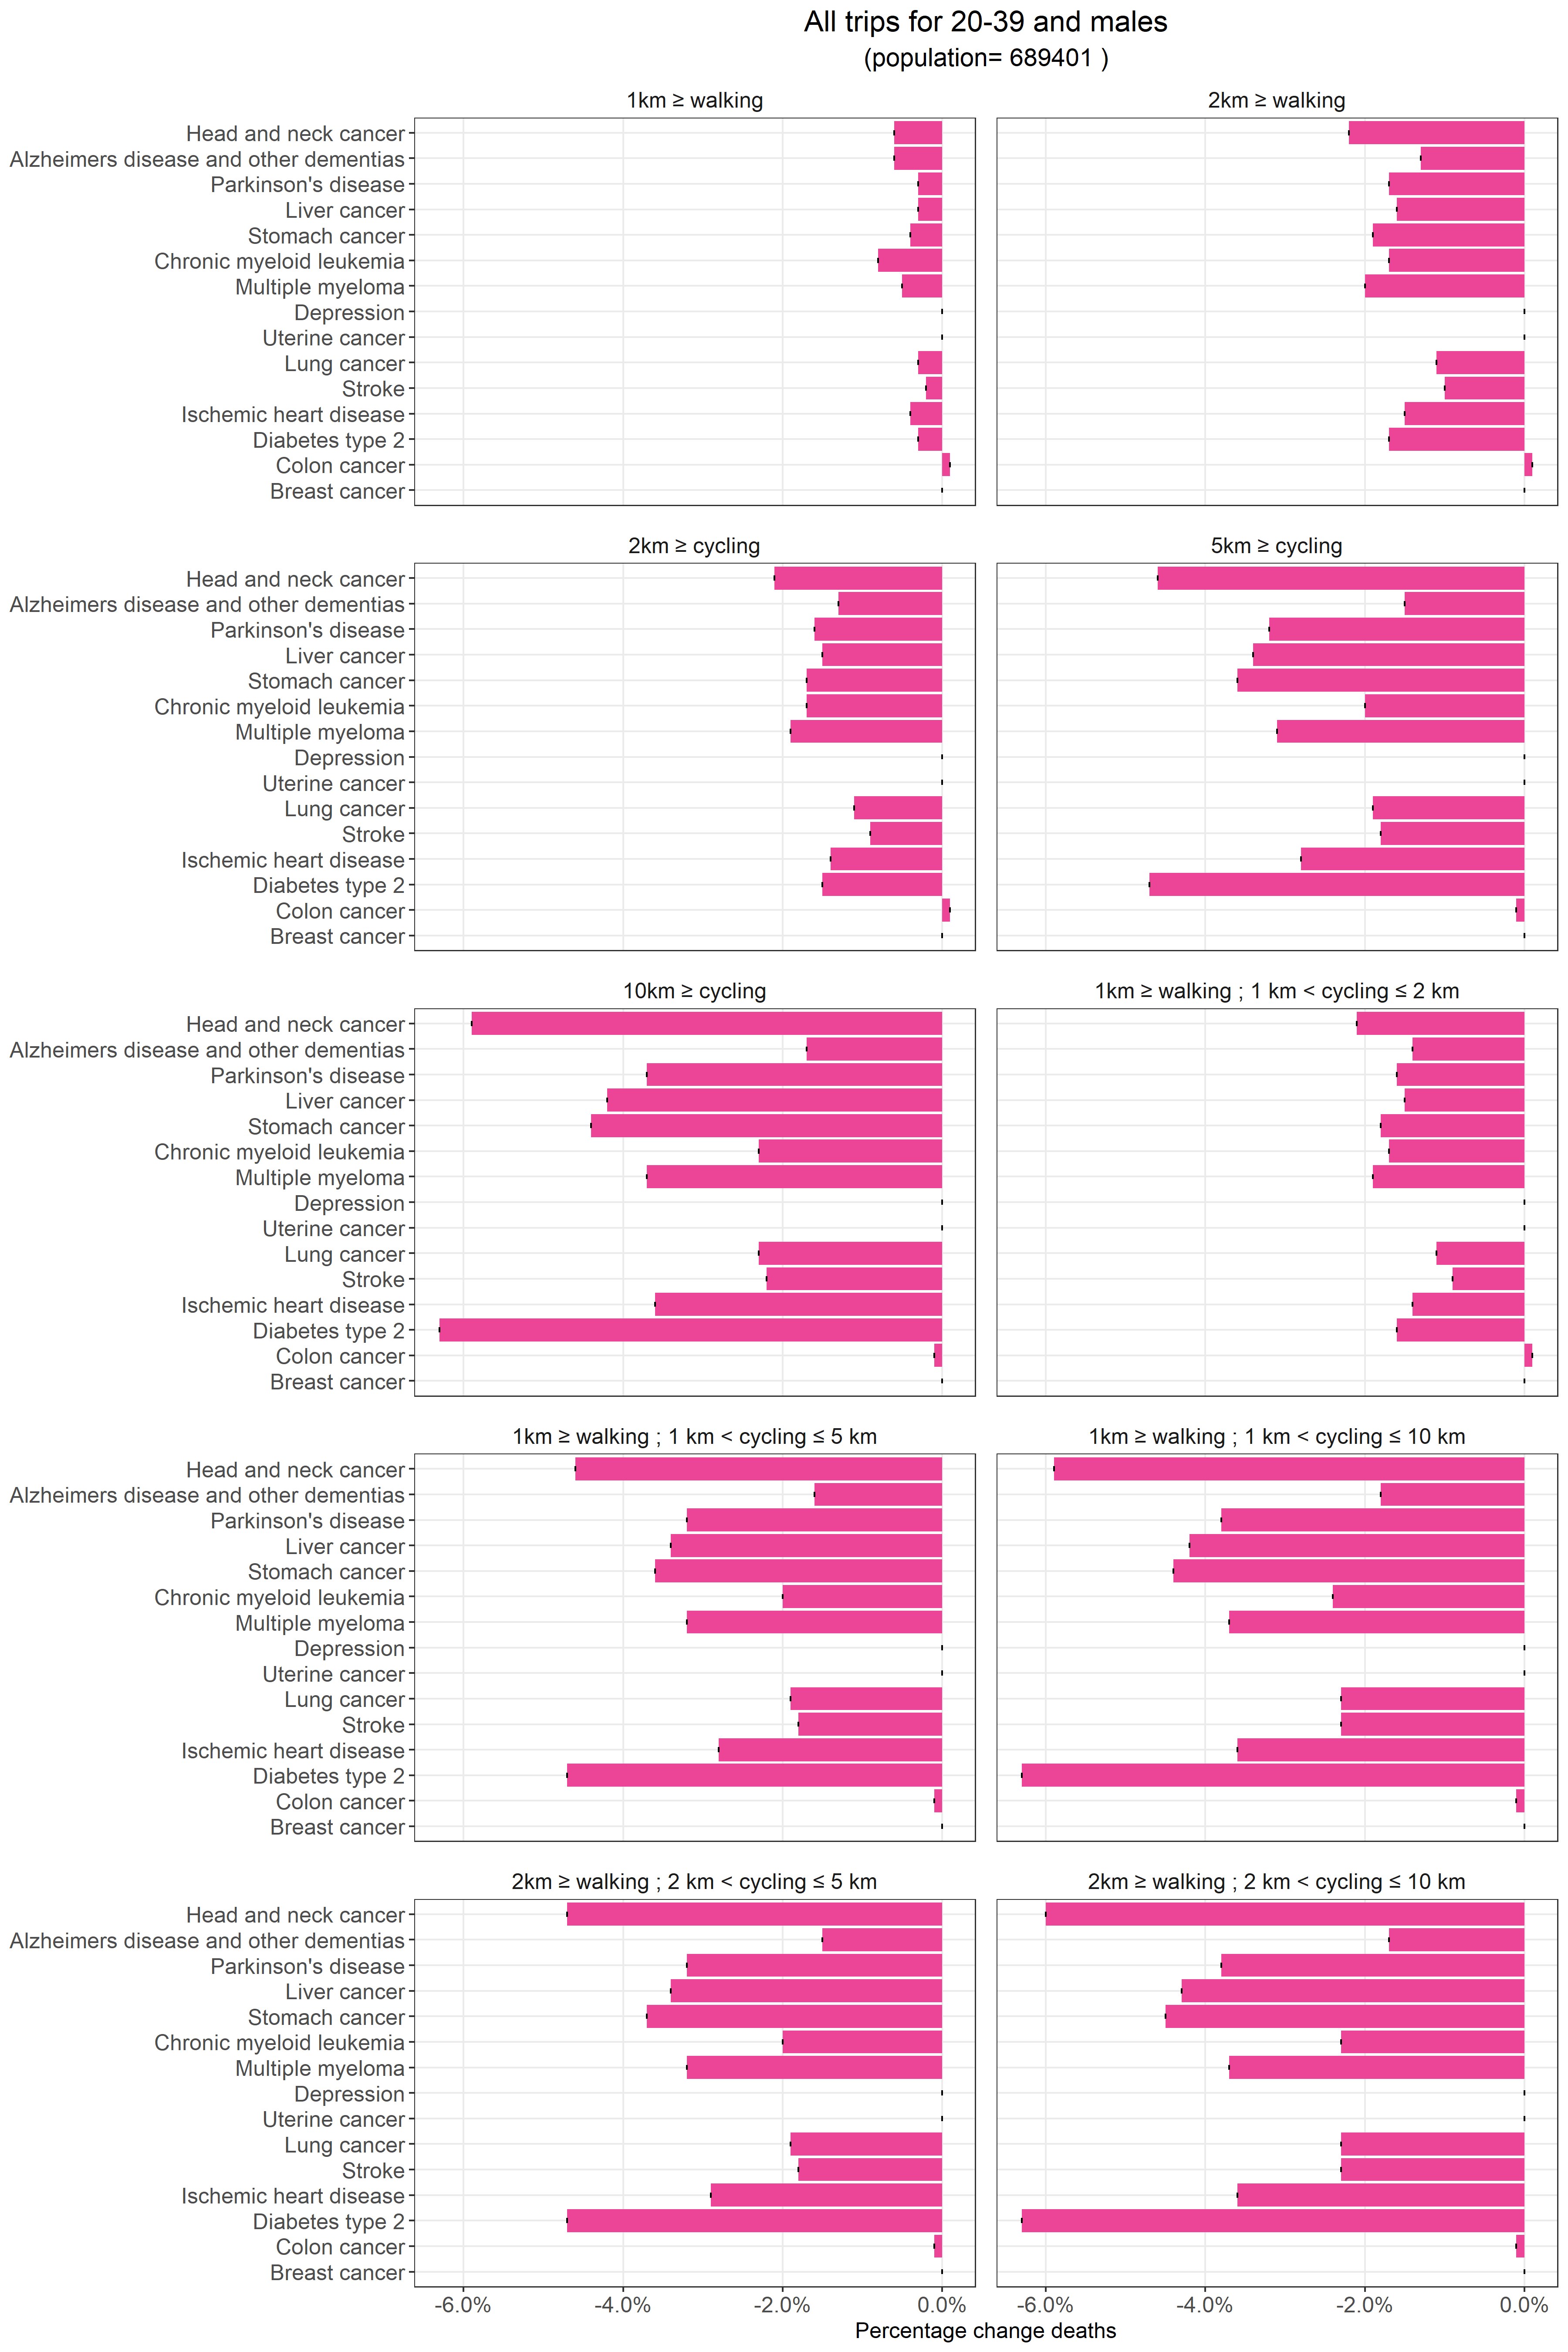 All trips for 20-39 and males
(population= 689401 )
1km ≥ walking
2km ≥ walking
Head and neck cancer
Alzheimers disease and other dementias
Parkinson's disease
Liver cancer
Stomach cancer
Chronic myeloid leukemia
Multiple myeloma
Depression
Uterine cancer
Lung cancer
Stroke
Ischemic heart disease
Diabetes type 2
Colon cancer
Breast cancer
2km ≥ cycling
5km ≥ cycling
Head and neck cancer
Alzheimers disease and other dementias
Parkinson's disease
Liver cancer
Stomach cancer
Chronic myeloid leukemia
Multiple myeloma
Depression
Uterine cancer
Lung cancer
Stroke
Ischemic heart disease
Diabetes type 2
Colon cancer
Breast cancer
10km ≥ cycling
1km ≥ walking ; 1 km < cycling ≤ 2 km
Head and neck cancer
Alzheimers disease and other dementias
Parkinson's disease
Liver cancer
Stomach cancer
Chronic myeloid leukemia
Multiple myeloma
Depression
Uterine cancer
Lung cancer
Stroke
Ischemic heart disease
Diabetes type 2
Colon cancer
Breast cancer
1km ≥ walking ; 1 km < cycling ≤ 5 km
1km ≥ walking ; 1 km < cycling ≤ 10 km
Head and neck cancer
Alzheimers disease and other dementias
Parkinson's disease
Liver cancer
Stomach cancer
Chronic myeloid leukemia
Multiple myeloma
Depression
Uterine cancer
Lung cancer
Stroke
Ischemic heart disease
Diabetes type 2
Colon cancer
Breast cancer
2km ≥ walking ; 2 km < cycling ≤ 5 km
2km ≥ walking ; 2 km < cycling ≤ 10 km
Head and neck cancer
Alzheimers disease and other dementias
Parkinson's disease
Liver cancer
Stomach cancer
Chronic myeloid leukemia
Multiple myeloma
Depression
Uterine cancer
Lung cancer
Stroke
Ischemic heart disease
Diabetes type 2
Colon cancer
Breast cancer
-6.0% -4.0% -2.0% 0.0% -6.0% -4.0% -2.0% 0.0%
Percentage change deaths